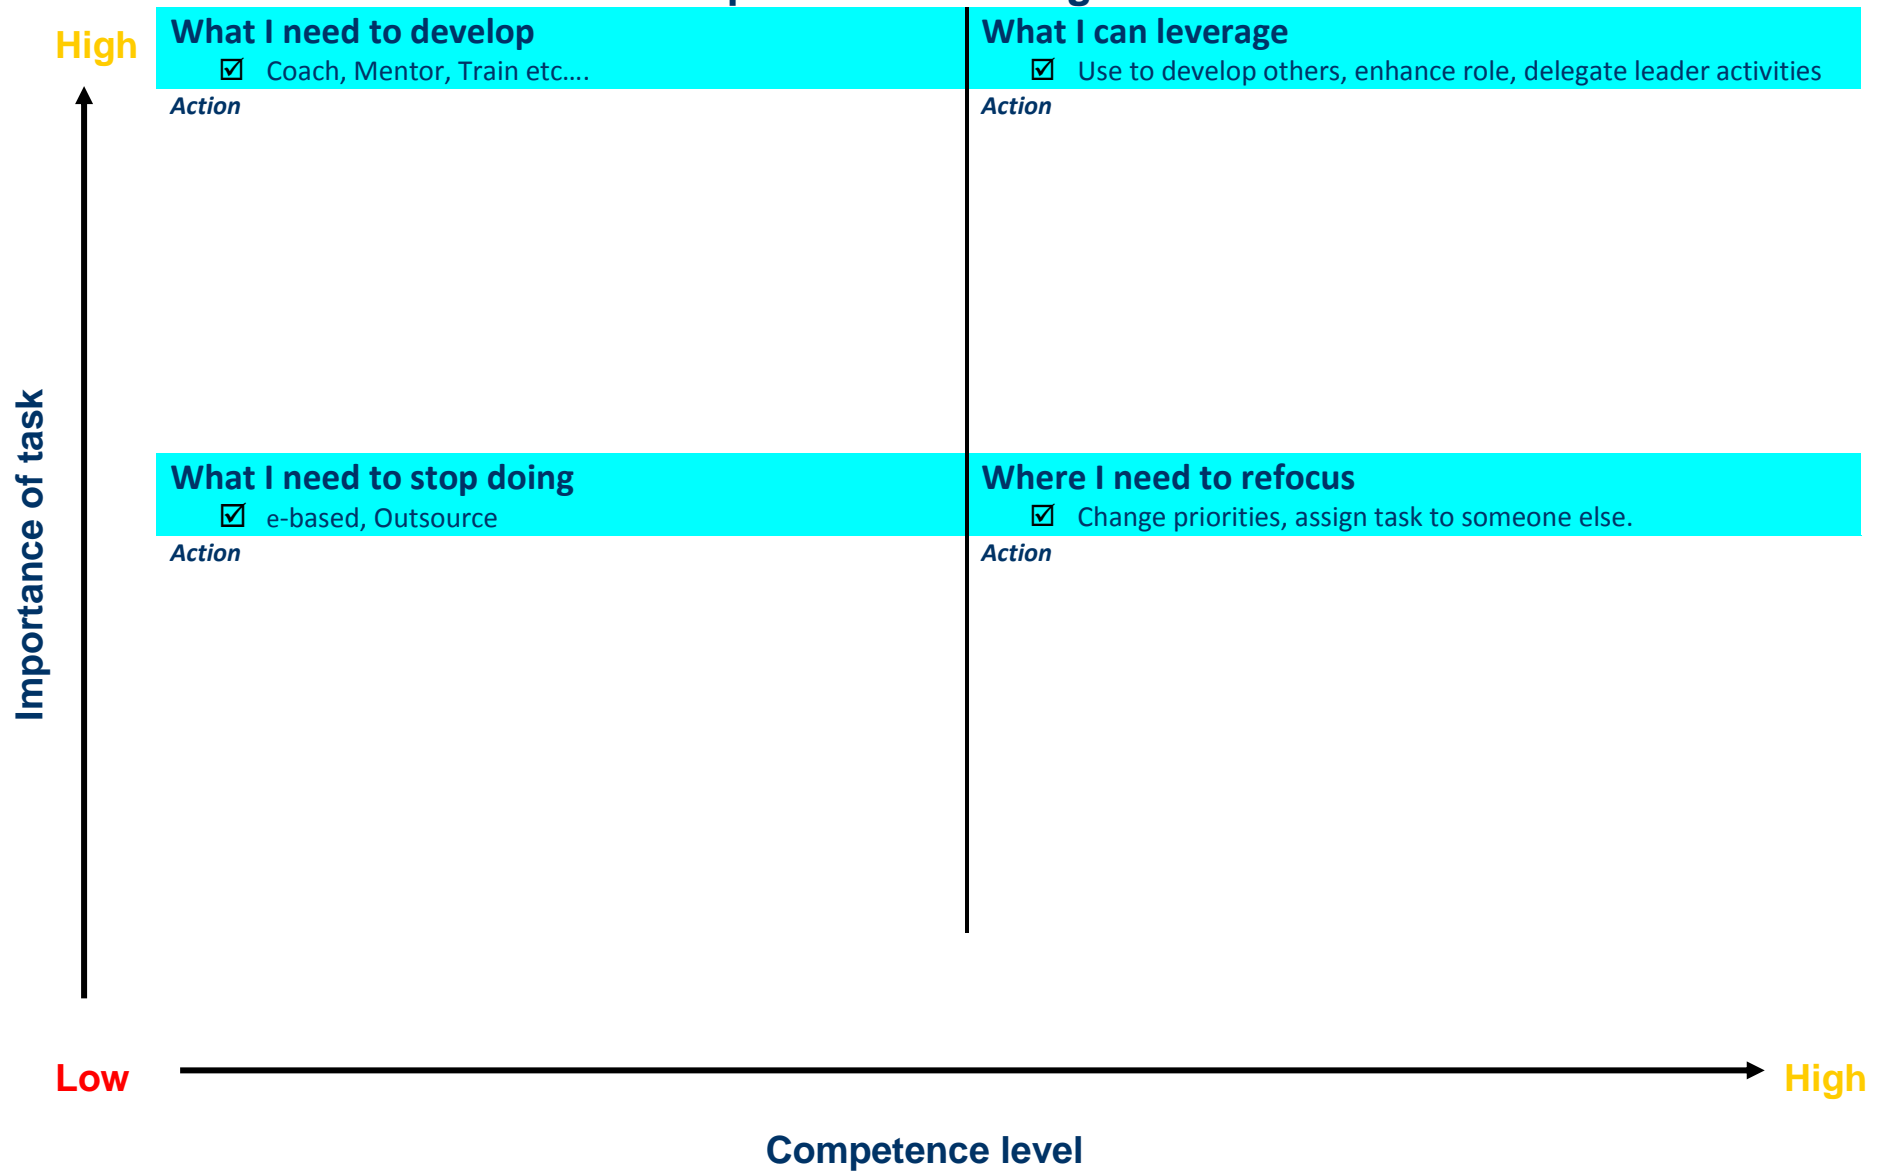 High
What I need to develop
☑ Coach, Mentor, Train etc….
Action
What I can leverage
☑ Use to develop others, enhance role, delegate leader activities
Action
Importance of task
What I need to stop doing
☑ e-based, Outsource
Action
Where I need to refocus
☑ Change priorities, assign task to someone else.
Action
Low
High
Competence level